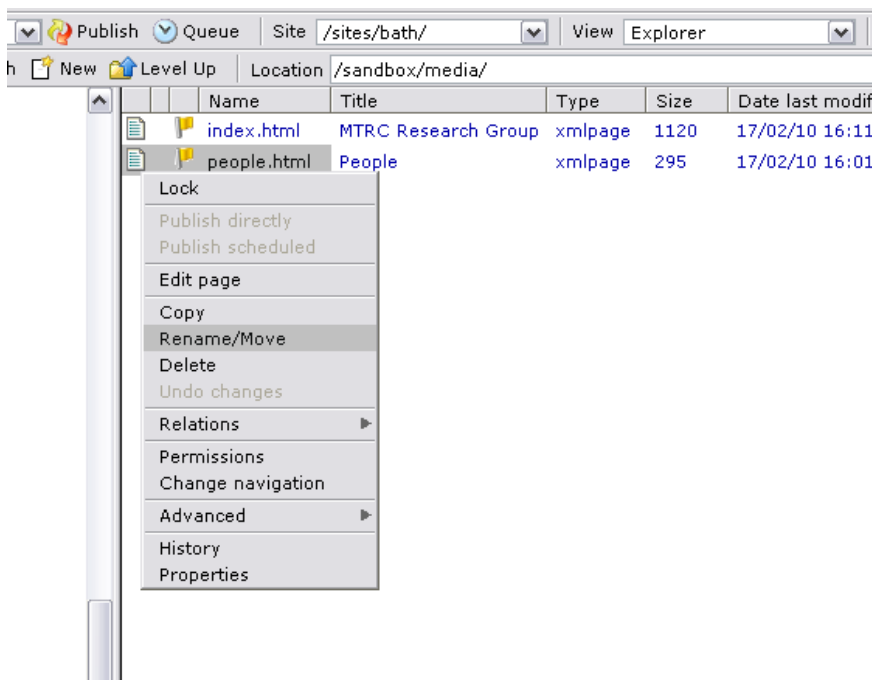 Publish Queue Site /sites/bath/ View Explorer
h New Level Up Location /sandbox/media/
Name Title Type Size Date last modif
index.html MTRC Research Group xmlpage 1120 17/02/10 16:11
people.html People xmlpage 295 17/02/10 16:01
Lock
Publish directly
Publish scheduled
Edit page
Copy
Rename/Move
Delete
Undo changes
Relations
Permissions
Change navigation
Advanced
History
Properties